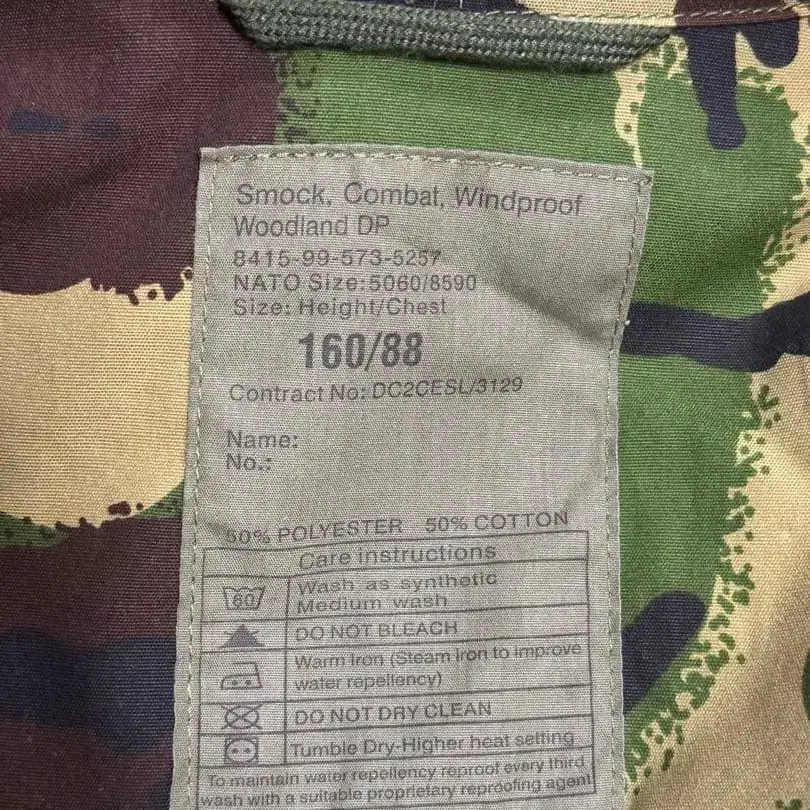 Smock, Combat, Windproof
Woodland DP
8415-99-573-5257
NATO Size:5060/8590
Size: Height/Chest
160/88
Contract No: DC2CESL/3129
Name:
No.:
50% POLYESTER 50% COTTON
Care instructions
60
Wash as synthetic
Medium wash
DO NOT BLEACH
Warm Iron (Steam iron to improve
water repellency)
DO NOT DRY CLEAN
Tumble Dry-Higher heat setting
To maintain water repellency reproof every third
wash with a suitable proprietary reproofing agent